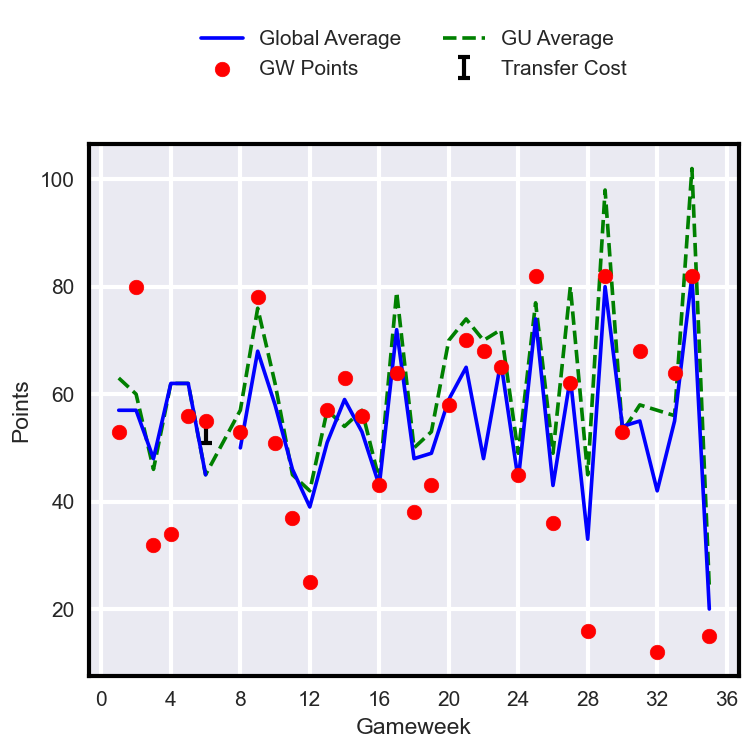 Global Average
GU Average
GW Points
Transfer Cost
100
80
60
40
20
Points
0 4 8 12 16 20 24 28 32 36
Gameweek